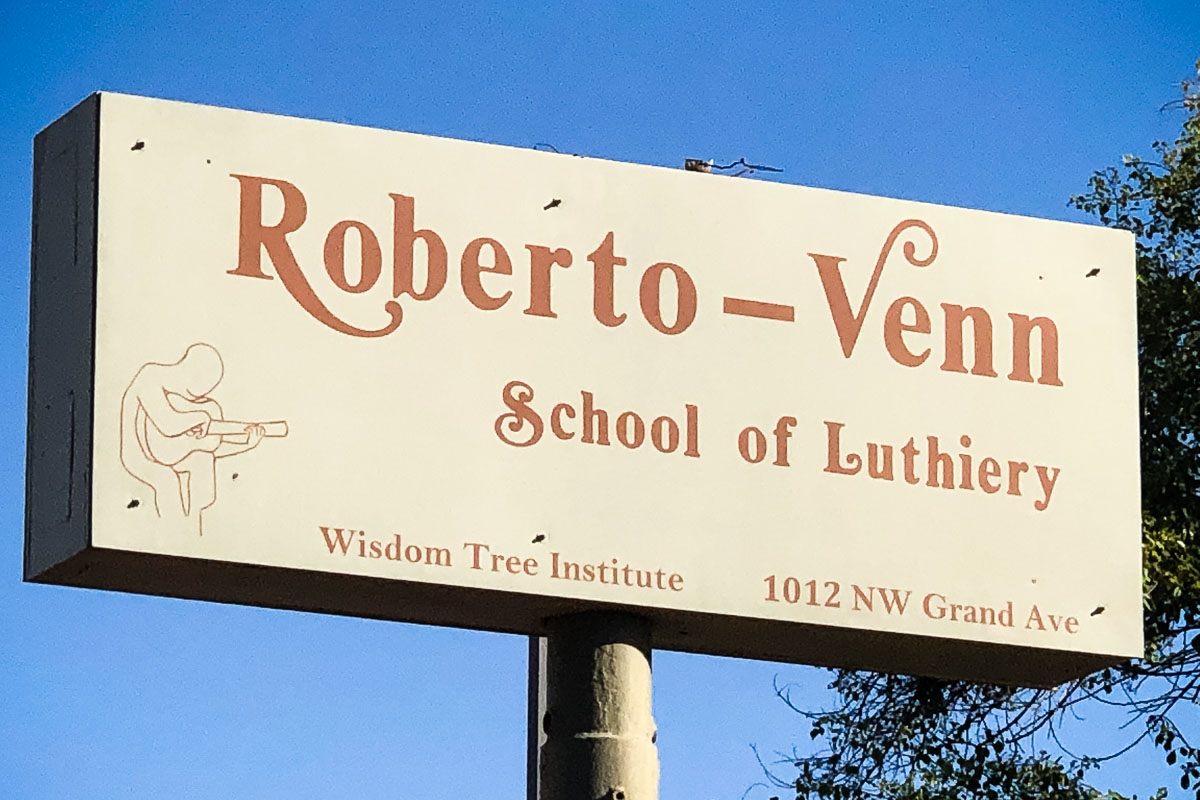 Roberto – Venn
School of Luthiery
Wisdom Tree Institute 1012 NW Grand Ave